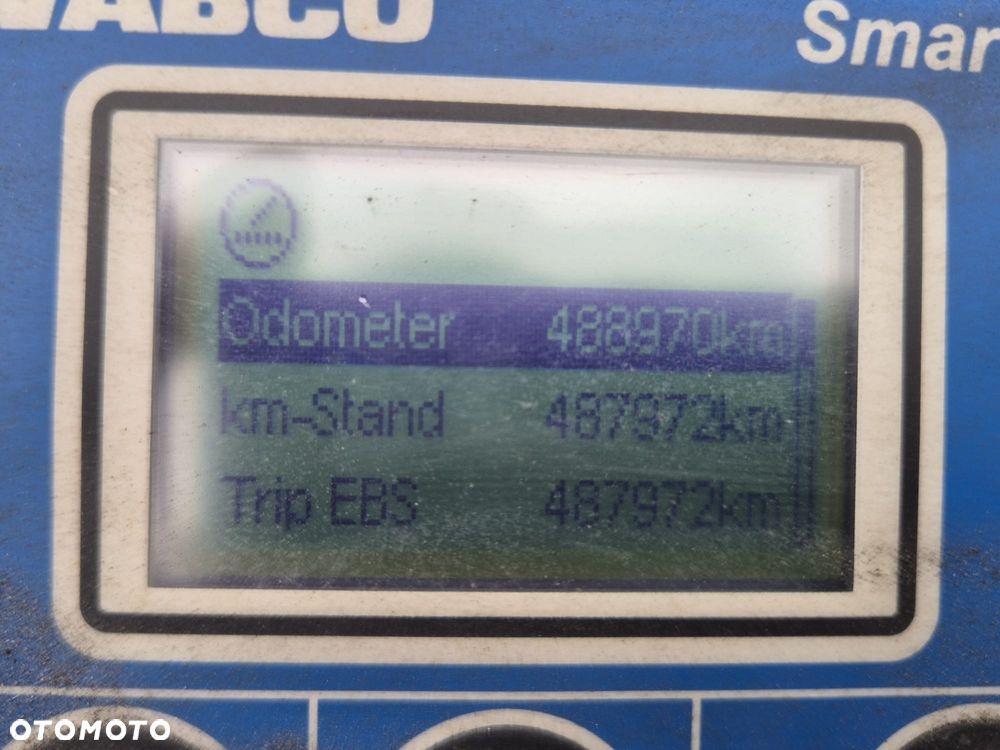 WABCO
Smar
Odometer 488970km
km-Stand 487972km
Trip EBS 487972km
OTOMOTO